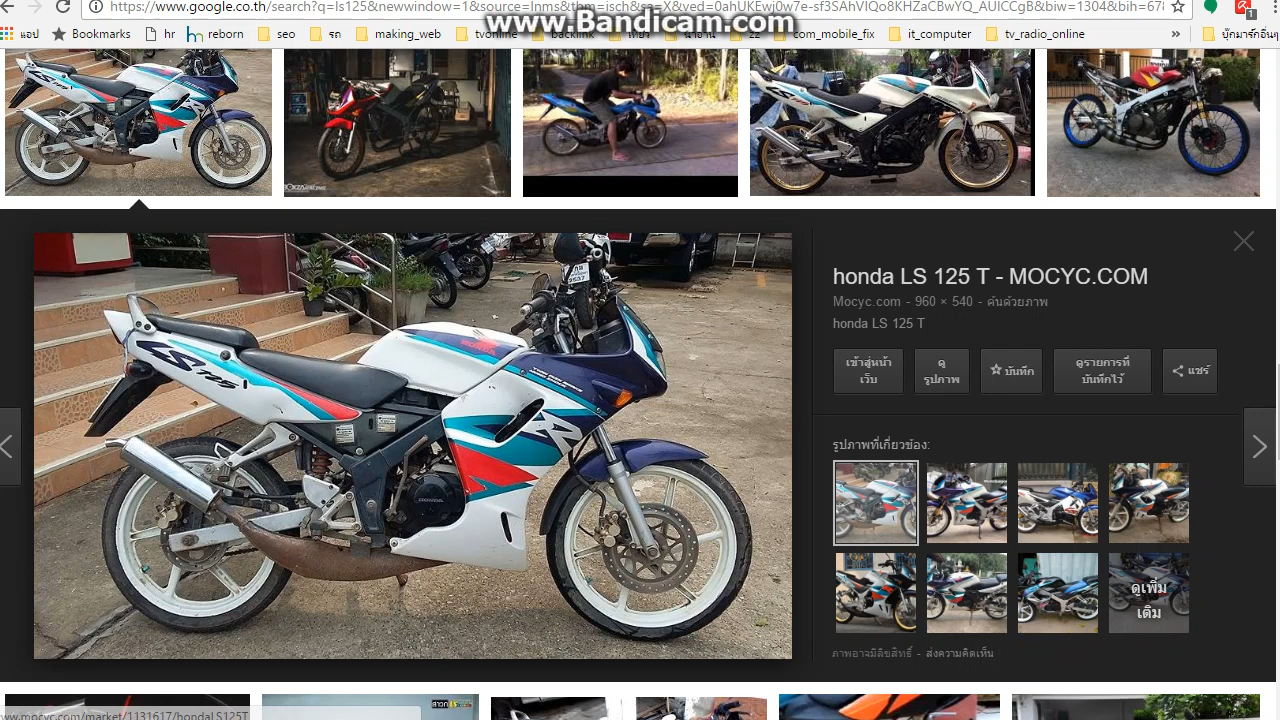 https://www.google.co.th/search?q=ls125&newwindow=1&source=lnms&tbm=isch&sa=X&ved=0ahUKEwj0w7e-sf3SAhVIQo8KHZaCBwYQ_AUICCgB&biw=1304&bih=67
www.Bandicam.com
แอป Bookmarks hr reborn seo รถ making_web tvonline backlink zz com_mobile_fix it_computer tv_radio_online » บุ๊กมาร์กอื่นๆ
honda LS 125 T - MOCYC.COM
Mocyc.com - 960 × 540 - ค้นด้วยภาพ
honda LS 125 T
เข้าสู่หน้า
เว็บ
ดู
รูปภาพ
บันทึก
ดูรายการที่
บันทึกไว้
แชร์
LS 125
HONDA
R
HONDA
รูปภาพที่เกี่ยวข้อง:
ดูเพิ่ม
เติม
ภาพอาจมีลิขสิทธิ์ - ส่งความคิดเห็น
www.mocyc.com/market/1131617/hondaLS125T